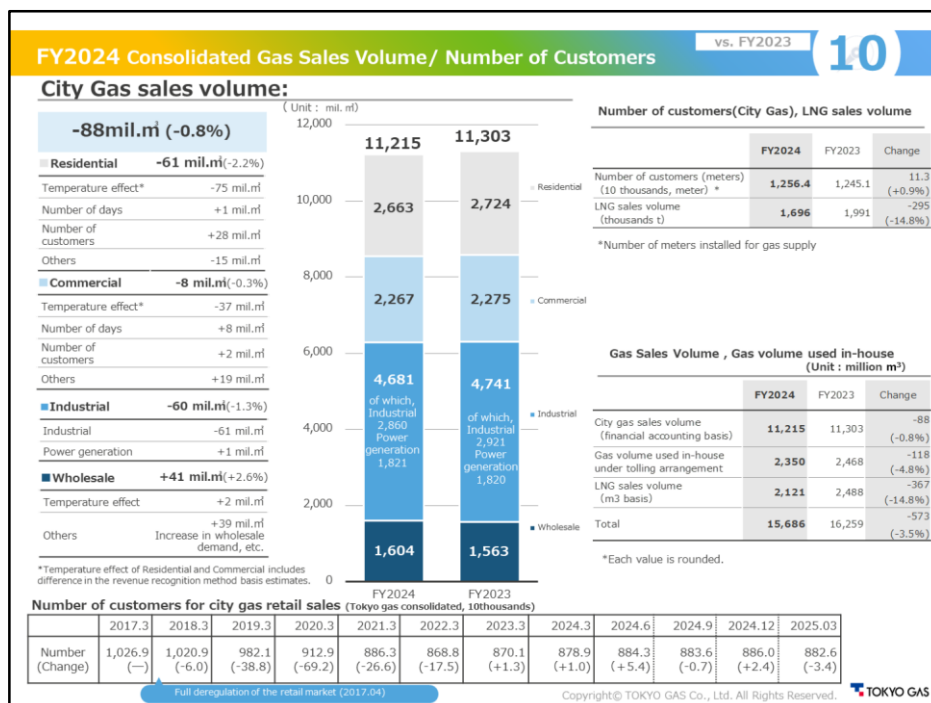 FY2024 Consolidated Gas Sales Volume/ Number of Customers
vs. FY2023
10
City Gas sales volume:
-88mil.㎥ (-0.8%)
Residential -61 mil.㎥(-2.2%)
Temperature effect* -75 mil.㎥
Number of days +1 mil.㎥
Number of
customers +28 mil.㎥
Others -15 mil.㎥
Commercial -8 mil.㎥(-0.3%)
Temperature effect* -37 mil.㎥
Number of days +8 mil.㎥
Number of
customers +2 mil.㎥
Others +19 mil.㎥
Industrial -60 mil.㎥(-1.3%)
Industrial -61 mil.㎥
Power generation +1 mil.㎥
Wholesale +41 mil.㎥(+2.6%)
Temperature effect +2 mil.㎥
Others +39 mil.㎥
Increase in wholesale
demand, etc.
*Temperature effect of Residential and Commercial includes
difference in the revenue recognition method basis estimates.
(Unit : mil.㎥)
12,000
10,000
8,000
6,000
4,000
2,000
0
11,215
2,663
2,267
4,681
of which,
Industrial
2,860
Power
generation
1,821
1,604
FY2024
11,303
2,724
2,275
4,741
of which,
Industrial
2,921
Power
generation
1,820
1,563
FY2023
Residential
Commercial
Industrial
Wholesale
Number of customers(City Gas), LNG sales volume
FY2024 FY2023 Change
Number of customers (meters)
(10 thousands, meter) * 1,256.4 1,245.1 11.3
(+0.9%)
LNG sales volume
(thousands t) 1,696 1,991 -295
(-14.8%)
*Number of meters installed for gas supply
Gas Sales Volume , Gas volume used in-house
(Unit : million m³)
FY2024 FY2023 Change
City gas sales volume
(financial accounting basis) 11,215 11,303 -88
(-0.8%)
Gas volume used in-house
under tolling arrangement 2,350 2,468 -118
(-4.8%)
LNG sales volume
(m3 basis) 2,121 2,488 -367
(-14.8%)
Total 15,686 16,259 -573
(-3.5%)
*Each value is rounded.
Number of customers for city gas retail sales (Tokyo gas consolidated, 10thousands)
2017.3 2018.3 2019.3 2020.3 2021.3 2022.3 2023.3 2024.3 2024.6 2024.9 2024.12 2025.03
Number 1,026.9 1,020.9 982.1 912.9 886.3 868.8 870.1 878.9 884.3 883.6 886.0 882.6
(Change) (—) (-6.0) (-38.8) (-69.2) (-26.6) (-17.5) (+1.3) (+1.0) (+5.4) (-0.7) (+2.4) (-3.4)
Full deregulation of the retail market (2017.04)
Copyright© TOKYO GAS Co., Ltd. All Rights Reserved.
TOKYO GAS